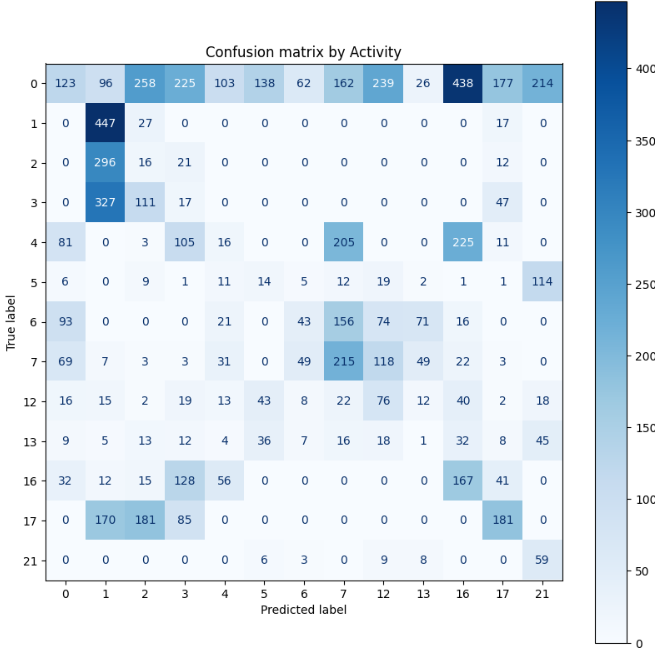 Confusion matrix by Activity
0 123 96 258 225 103 138 62 162 239 26 438 177 214
1 0 447 27 0 0 0 0 0 0 0 0 17 0
2 0 296 16 21 0 0 0 0 0 0 0 12 0
3 0 327 111 17 0 0 0 0 0 0 0 47 0
4 81 0 3 105 16 0 0 205 0 0 225 11 0
5 6 0 9 1 11 14 5 12 19 2 1 1 114
6 93 0 0 0 21 0 43 156 74 71 16 0 0
7 69 7 3 3 31 0 49 215 118 49 22 3 0
12 16 15 2 19 13 43 8 22 76 12 40 2 18
13 9 5 13 12 4 36 7 16 18 1 32 8 45
16 32 12 15 128 56 0 0 0 0 0 167 41 0
17 0 170 181 85 0 0 0 0 0 0 0 181 0
21 0 0 0 0 0 6 3 0 9 8 0 0 59
0 1 2 3 4 5 6 7 12 13 16 17 21
Predicted label
True label
400
350
300
250
200
150
100
50
0